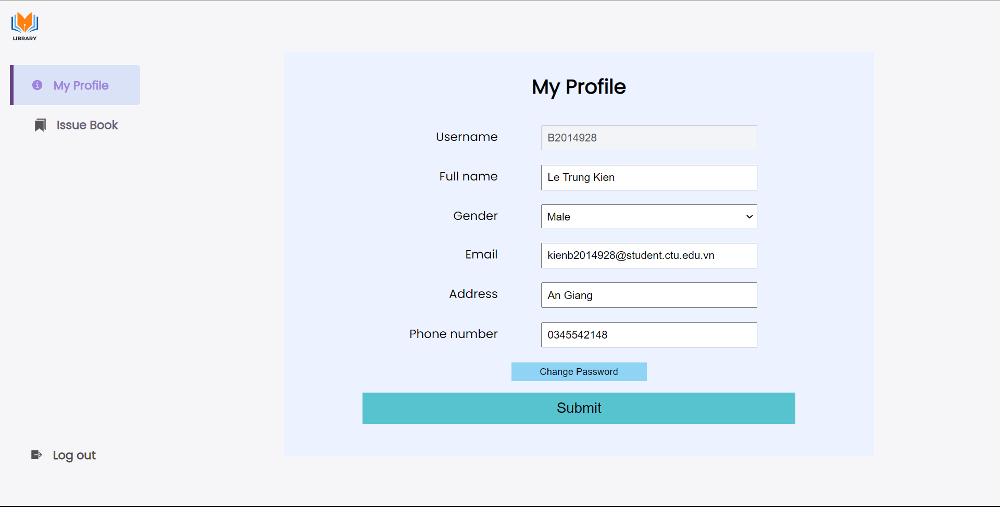 LIBRARY
My Profile
Issue Book
Log out
My Profile
Username B2014928
Full name Le Trung Kien
Gender Male
Email kienb2014928@student.ctu.edu.vn
Address An Giang
Phone number 0345542148
Change Password
Submit